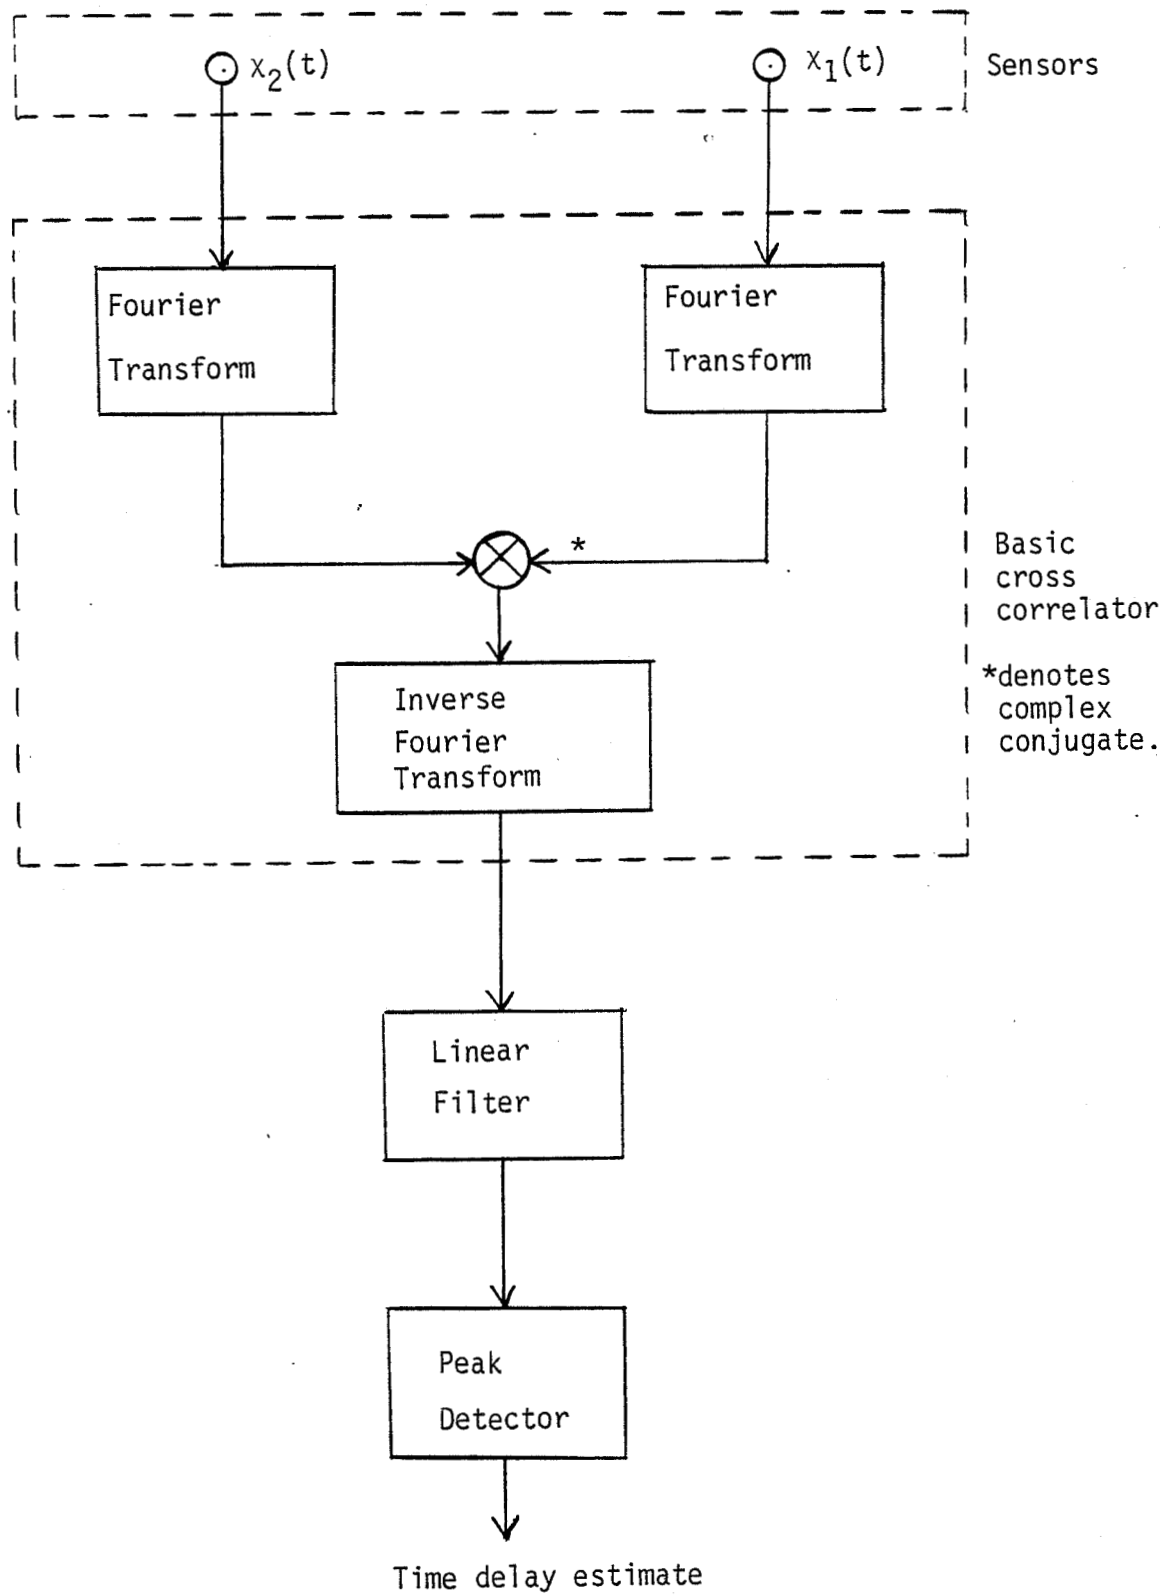 x₂(t)
x₁(t)
Sensors
Fourier
Transform
Fourier
Transform
*
Basic
cross
correlator
*denotes
complex
conjugate.
Inverse
Fourier
Transform
Linear
Filter
Peak
Detector
Time delay estimate